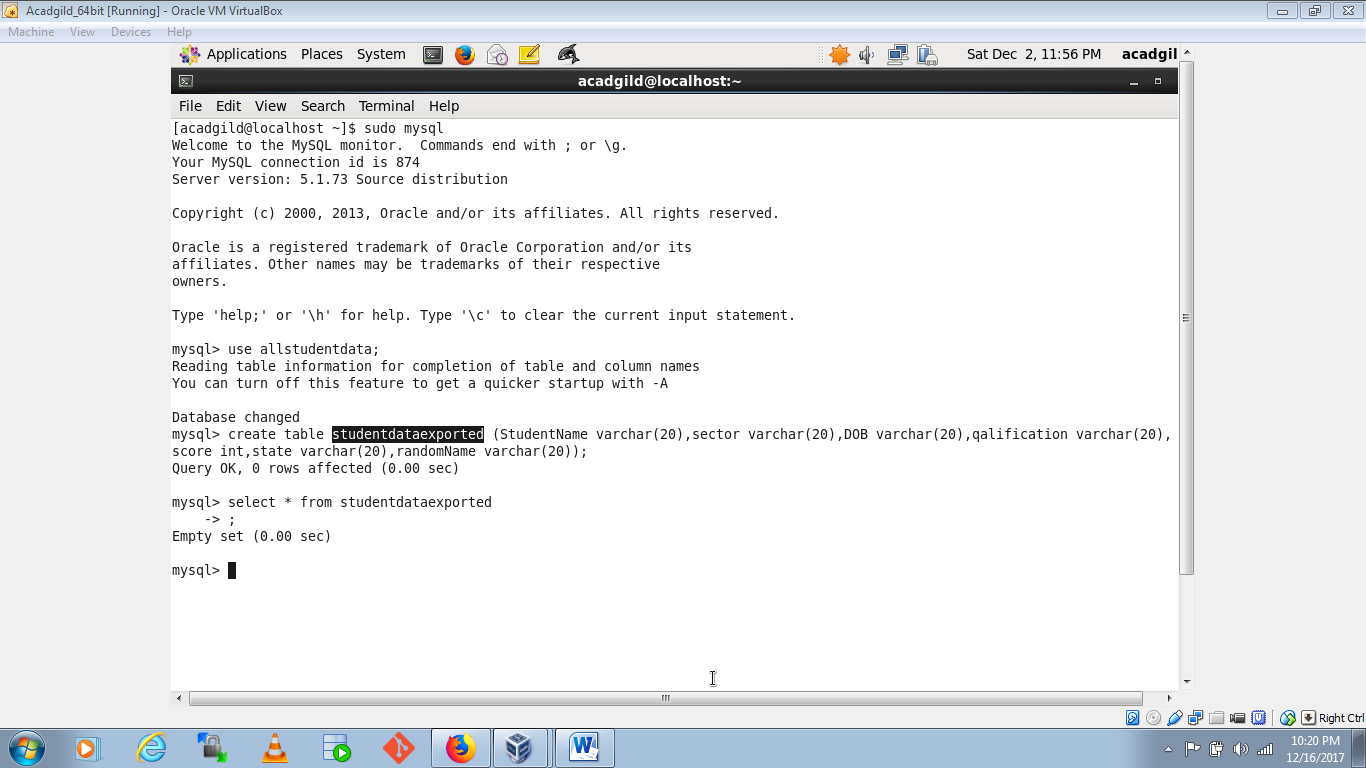 Acadgild_64bit [Running] - Oracle VM VirtualBox
Machine View Devices Help
Applications Places System Sat Dec 2, 11:56 PM acadgil
acadgild@localhost:~
File Edit View Search Terminal Help
[acadgild@localhost ~]$ sudo mysql
Welcome to the MySQL monitor.  Commands end with ; or \g.
Your MySQL connection id is 874
Server version: 5.1.73 Source distribution
Copyright (c) 2000, 2013, Oracle and/or its affiliates. All rights reserved.
Oracle is a registered trademark of Oracle Corporation and/or its
affiliates. Other names may be trademarks of their respective
owners.
Type 'help;' or '\h' for help. Type '\c' to clear the current input statement.
mysql> use allstudentdata;
Reading table information for completion of table and column names
You can turn off this feature to get a quicker startup with -A
Database changed
mysql> create table studentdataexported (StudentName varchar(20),sector varchar(20),DOB varchar(20),qalification varchar(20),
score int,state varchar(20),randomName varchar(20));
Query OK, 0 rows affected (0.00 sec)
mysql> select * from studentdataexported
    -> ;
Empty set (0.00 sec)
mysql>
Right Ctrl
10:20 PM
12/16/2017